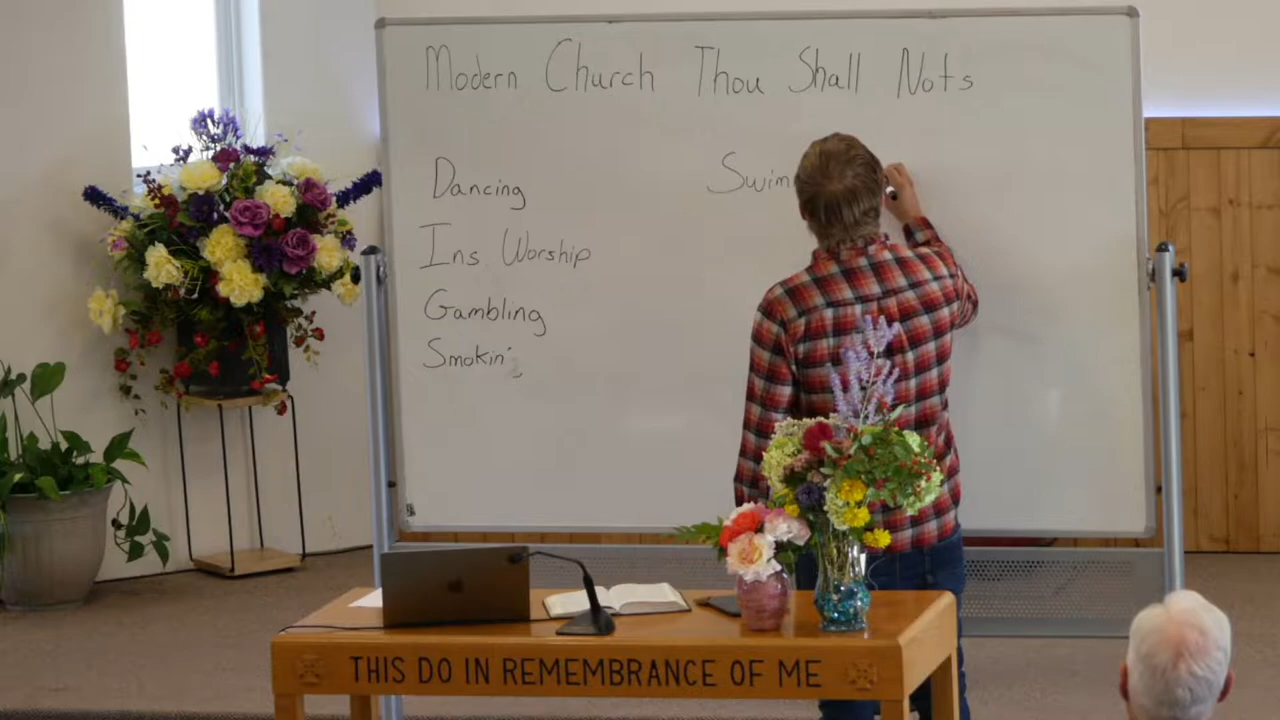 Modern Church Thou Shall Nots
Dancing
Ins Worship
Gambling
Smokin'
Swim
THIS DO IN REMEMBRANCE OF ME